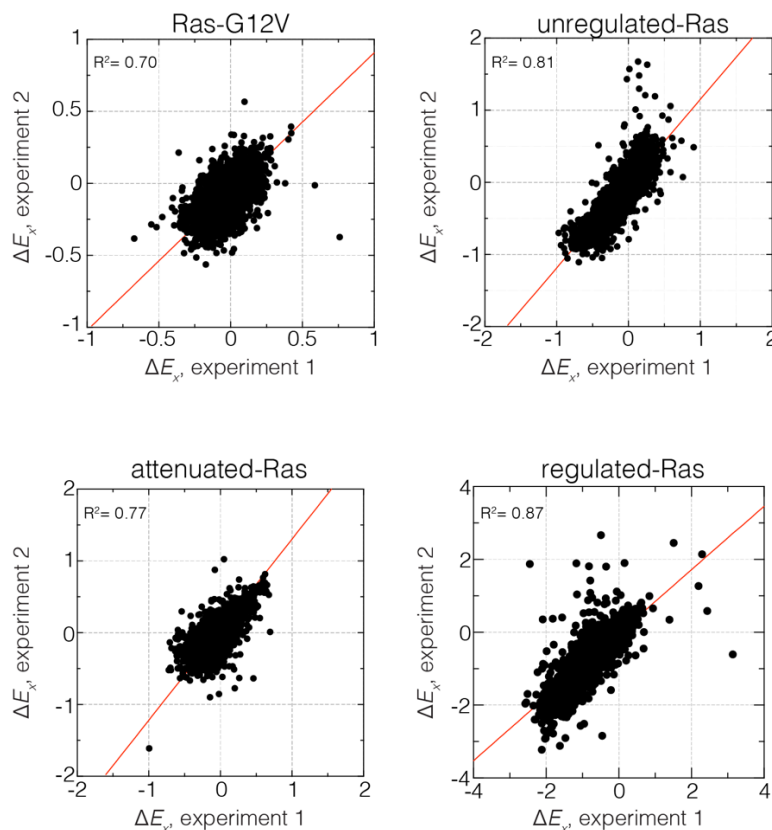 Ras-G12V
R²= 0.70
1
0.5
0
-0.5
-1
-1
-0.5
0
0.5
1
ΔEₓ, experiment 2
ΔEₓ, experiment 1
unregulated-Ras
R²= 0.81
2
1
0
-1
-2
-2
-1
0
1
2
ΔEₓ, experiment 2
ΔEₓ, experiment 1
attenuated-Ras
R²= 0.77
2
1
0
-1
-2
-2
-1
0
1
2
ΔEₓ, experiment 2
ΔEₓ, experiment 1
regulated-Ras
R²= 0.87
4
2
0
-2
-4
-4
-2
0
2
4
ΔEₓ, experiment 2
ΔEₓ, experiment 1